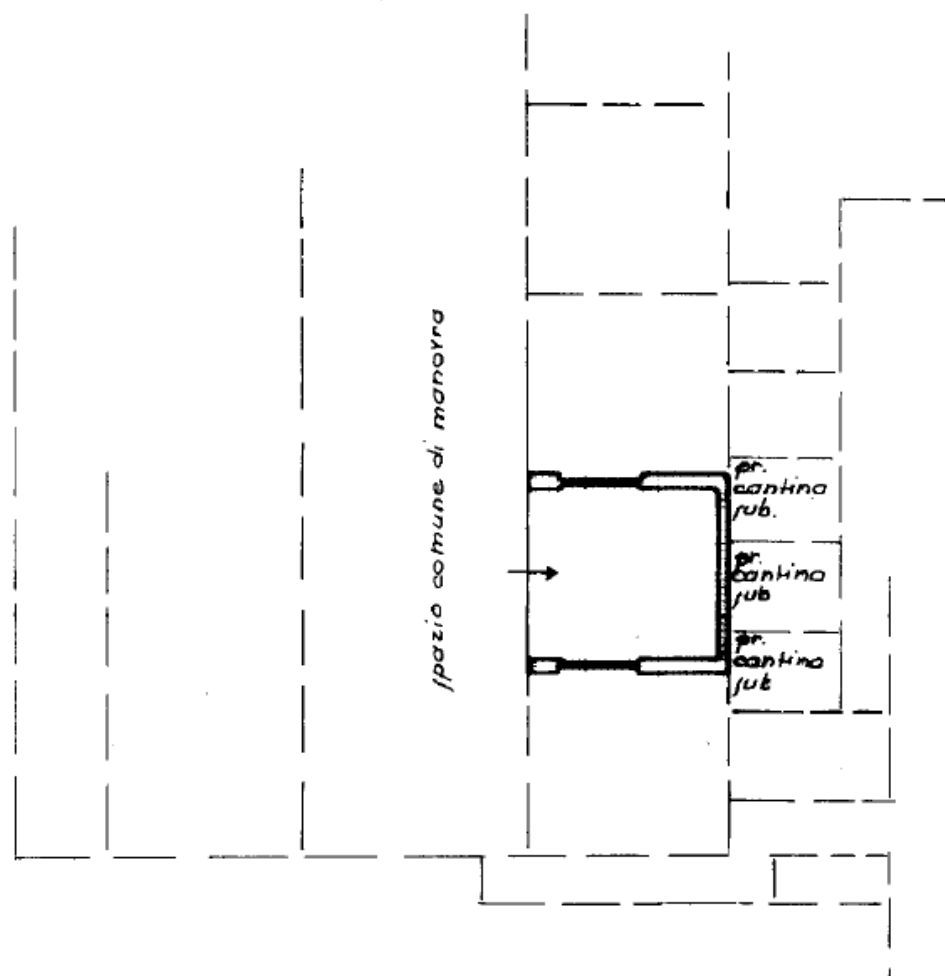 spazio comune di manovra
pr.
cantina
sub.
pr.
cantina
sub
pr.
cantina
sub